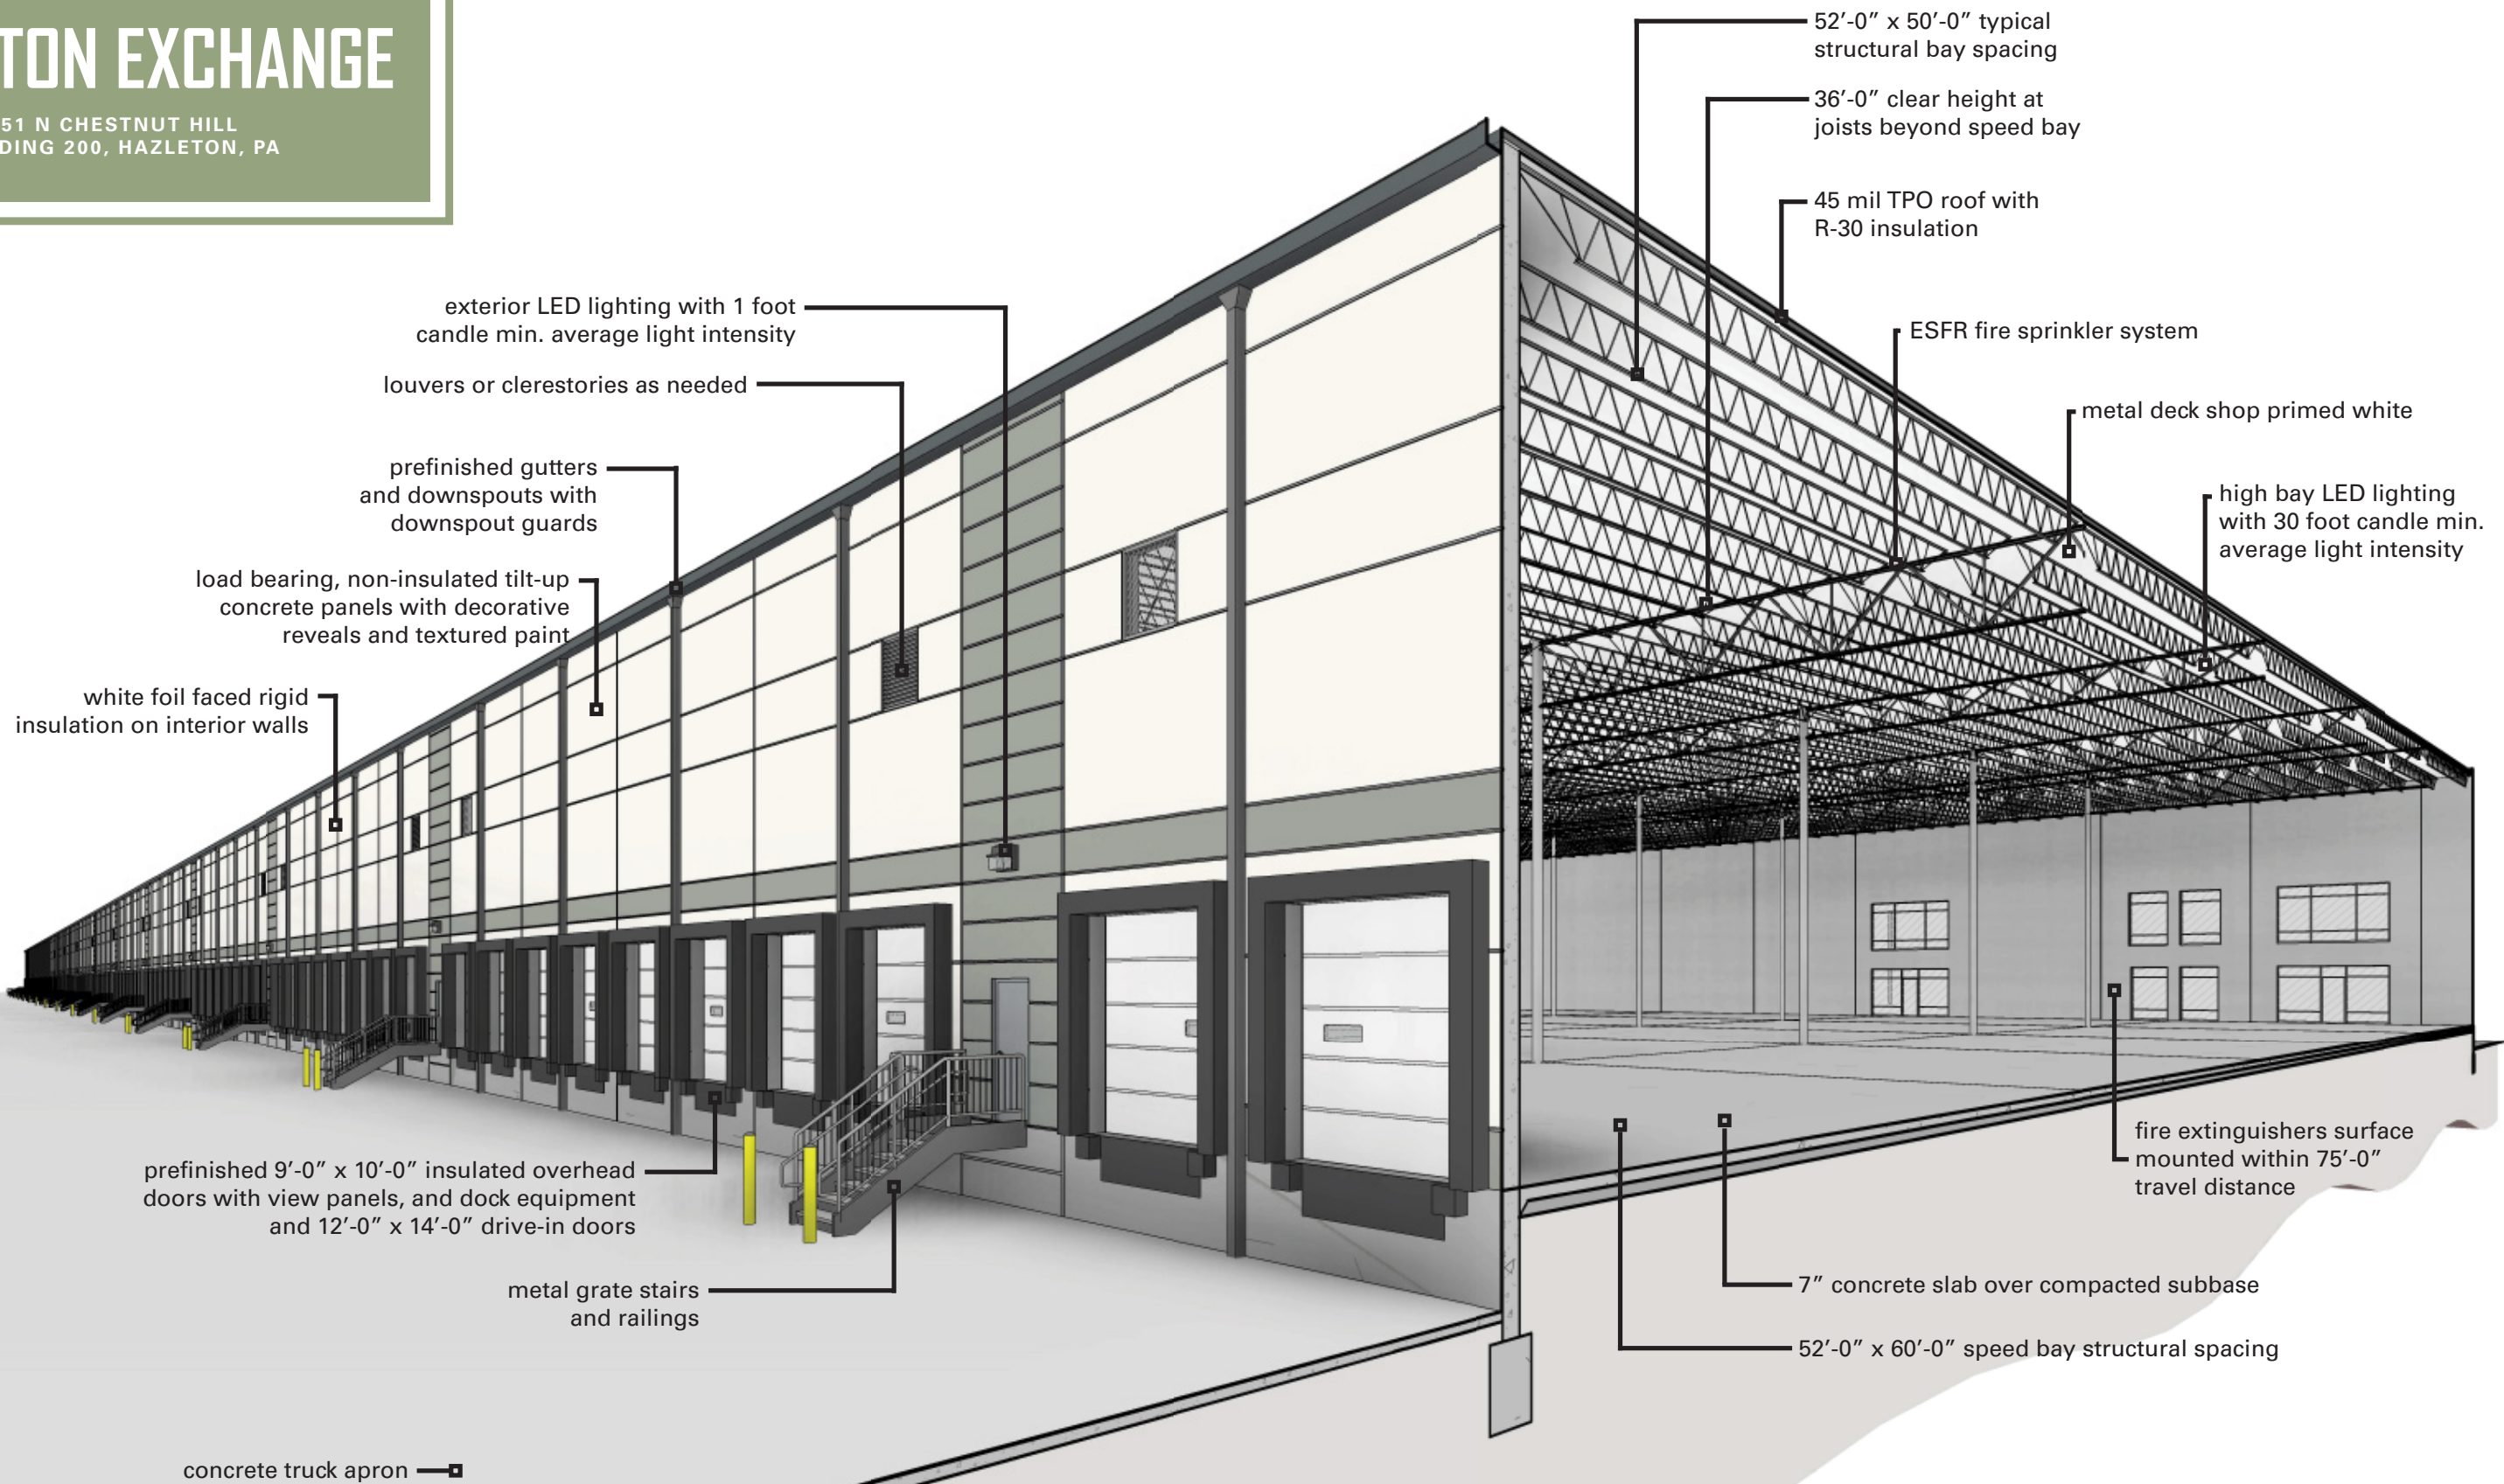 TON EXCHANGE
51 N CHESTNUT HILL
DING 200, HAZLETON, PA
52′-0″ x 50′-0″ typical
structural bay spacing
36′-0″ clear height at
joists beyond speed bay
45 mil TPO roof with
R-30 insulation
exterior LED lighting with 1 foot
candle min. average light intensity
ESFR fire sprinkler system
louvers or clerestories as needed
metal deck shop primed white
prefinished gutters
and downspouts with
downspout guards
high bay LED lighting
with 30 foot candle min.
average light intensity
load bearing, non-insulated tilt-up
concrete panels with decorative
reveals and textured paint
white foil faced rigid
insulation on interior walls
fire extinguishers surface
mounted within 75′-0″
travel distance
prefinished 9′-0″ x 10′-0″ insulated overhead
doors with view panels, and dock equipment
and 12′-0″ x 14′-0″ drive-in doors
metal grate stairs
and railings
7″ concrete slab over compacted subbase
52′-0″ x 60′-0″ speed bay structural spacing
concrete truck apron